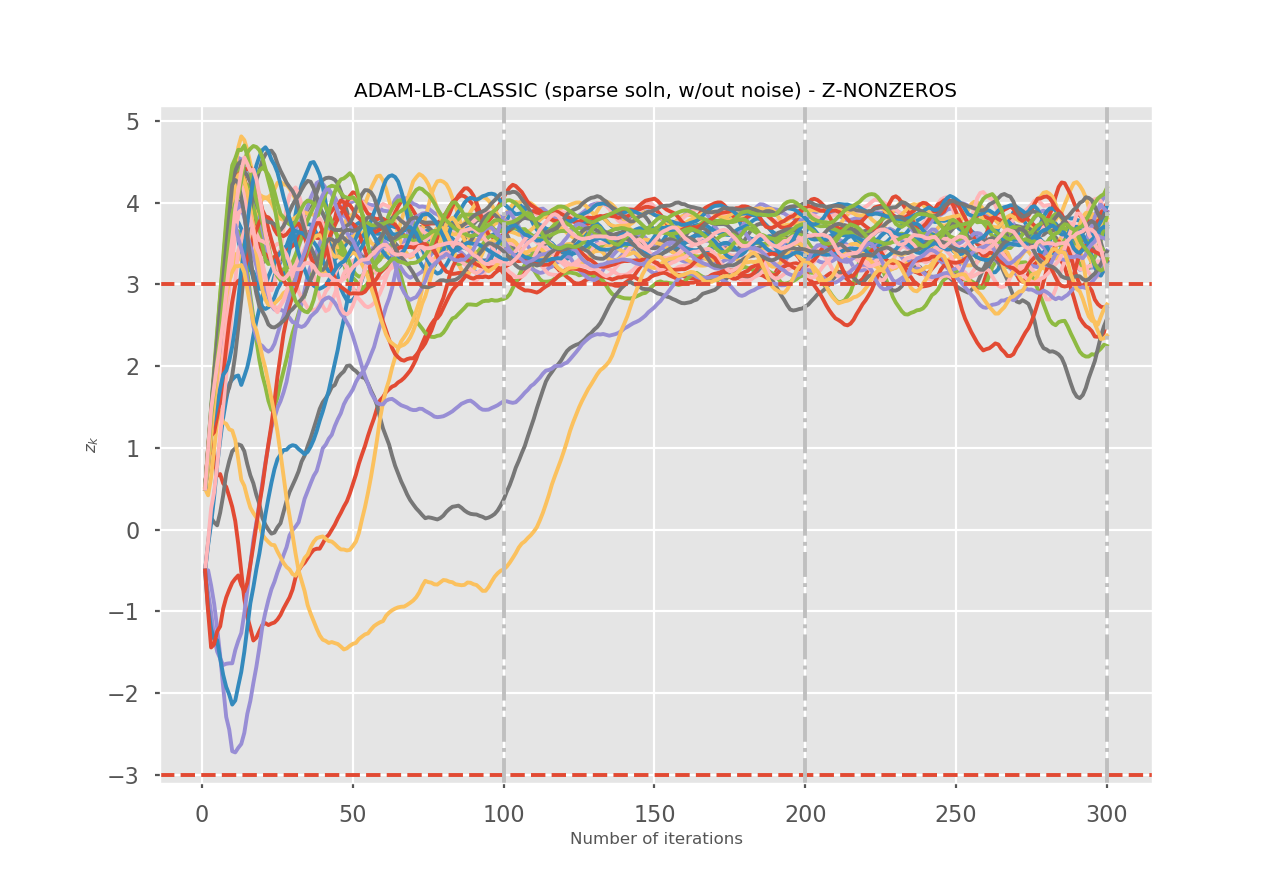 ADAM-LB-CLASSIC (sparse soln, w/out noise) - Z-NONZEROS
5
4
3
2
1
0
−1
−2
−3
z_k
0 50 100 150 200 250 300
Number of iterations